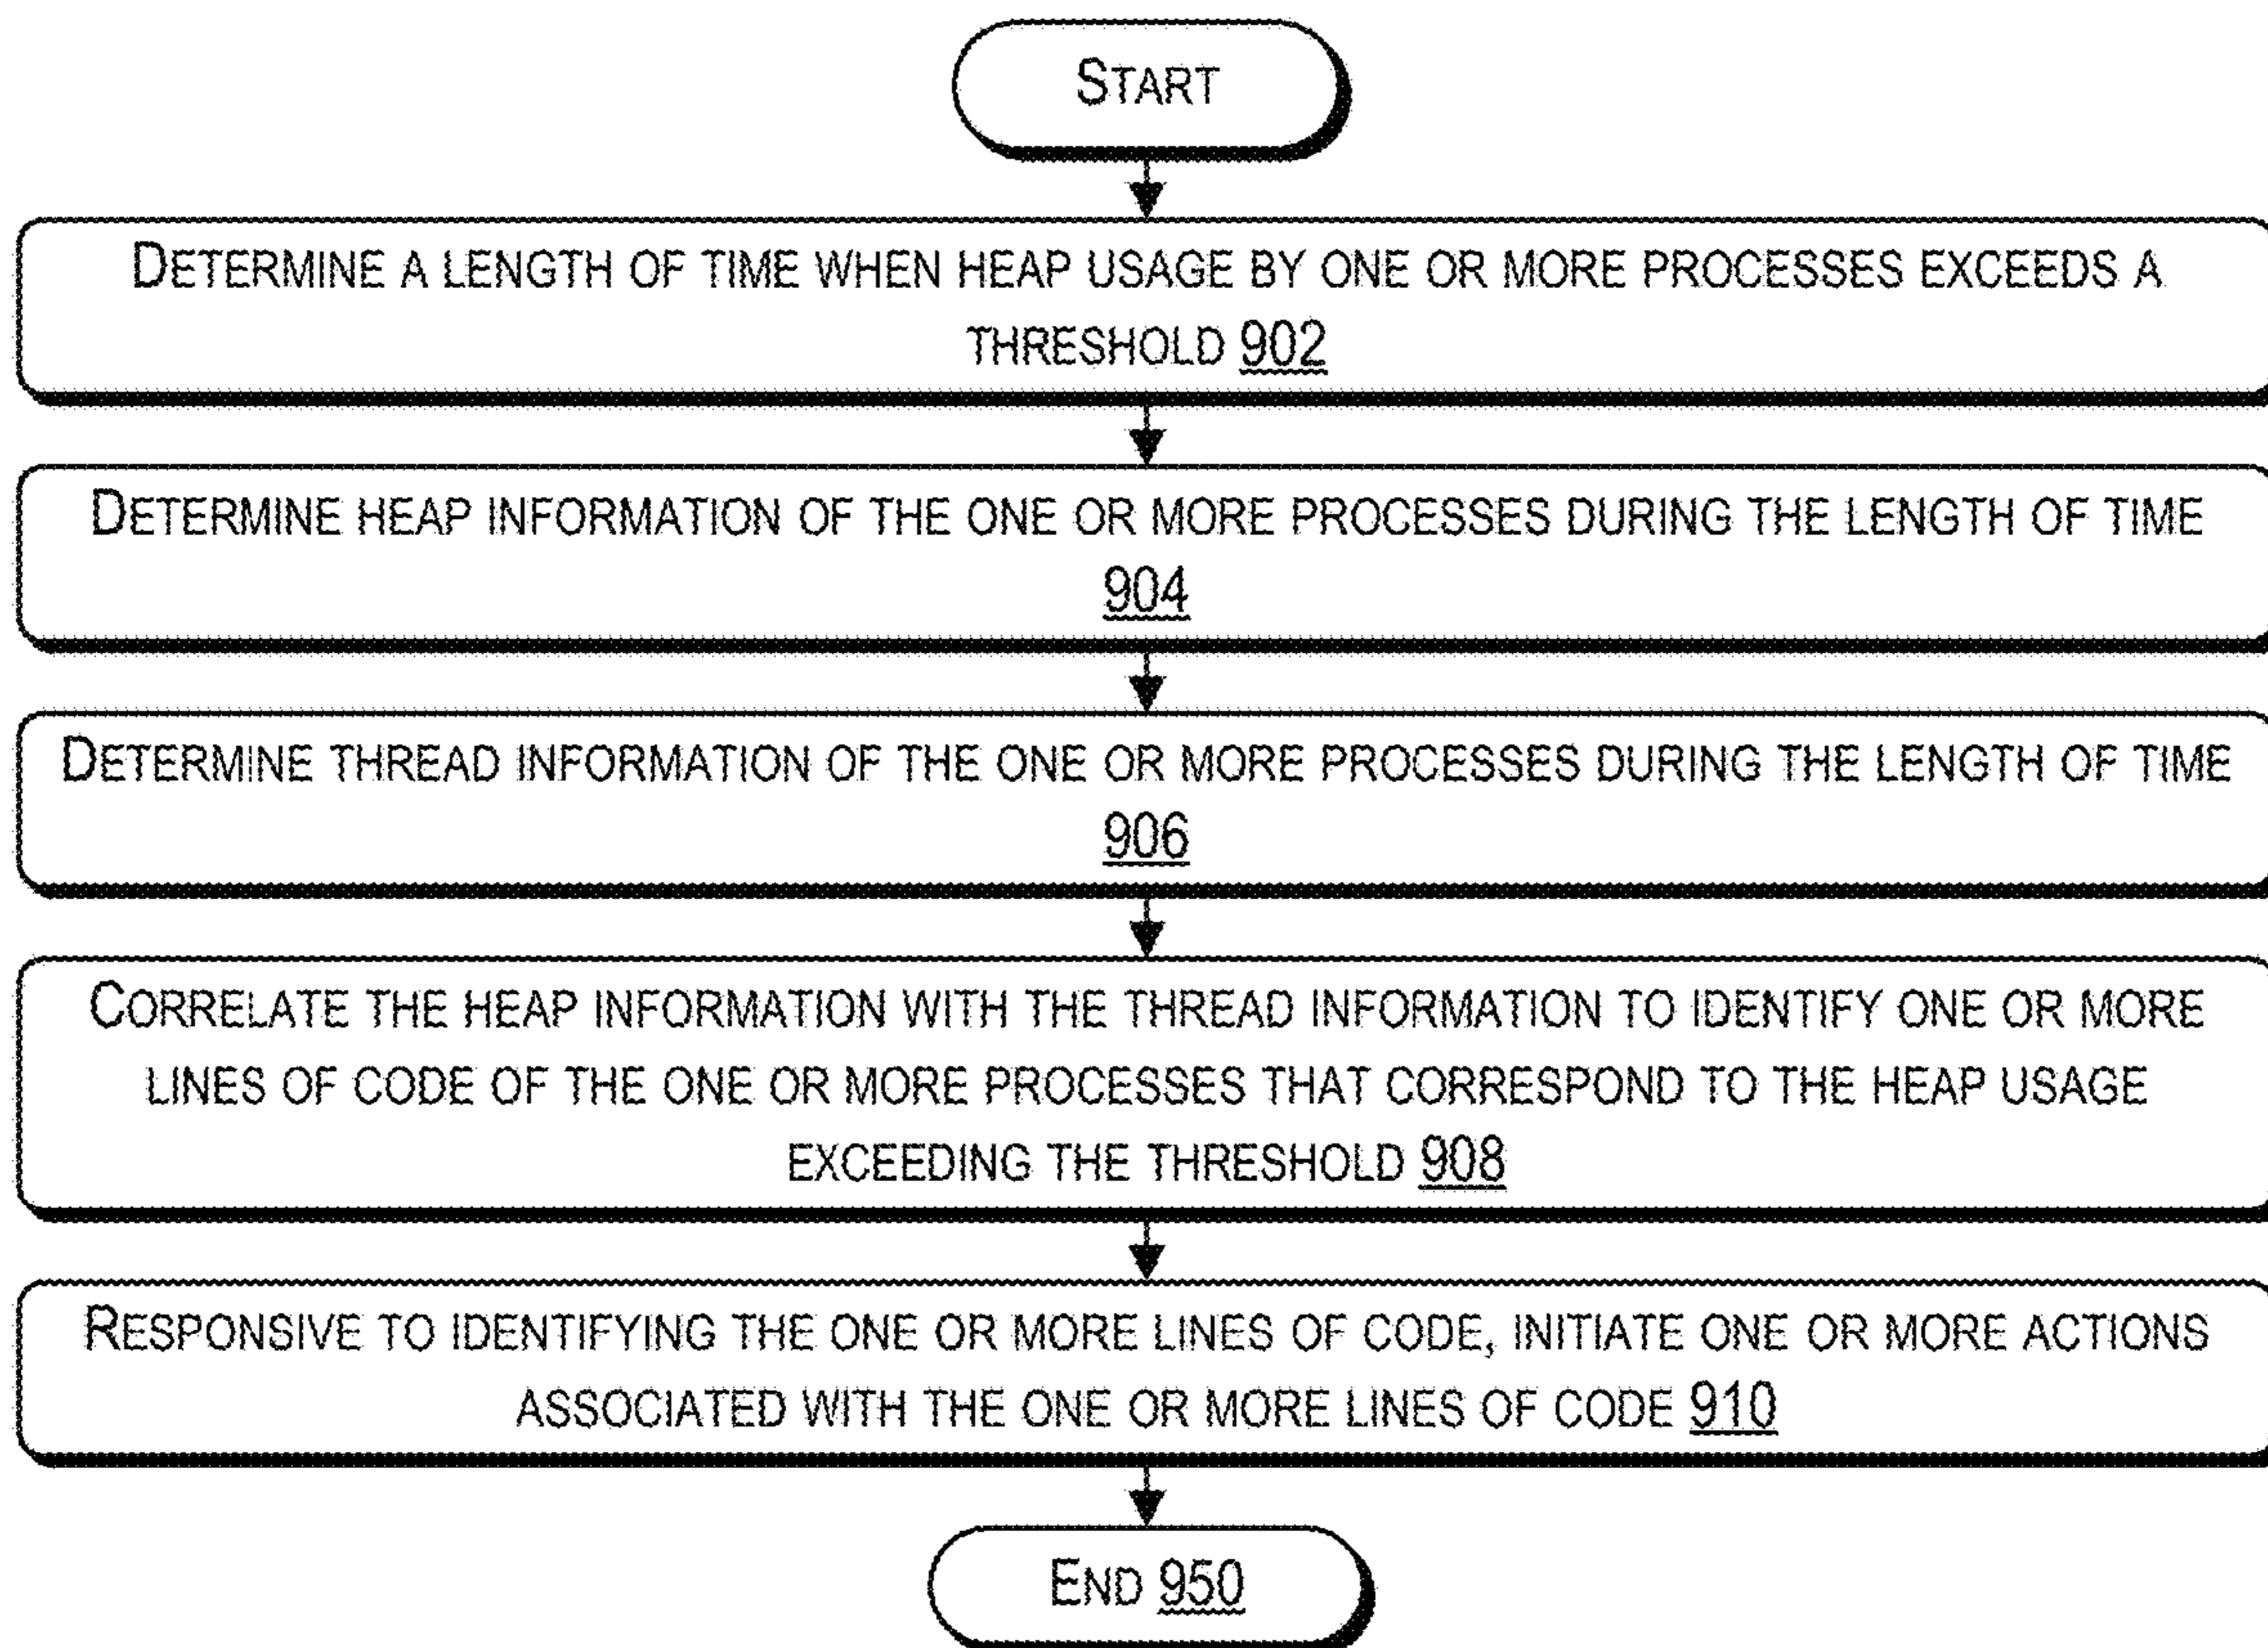 START
DETERMINE A LENGTH OF TIME WHEN HEAP USAGE BY ONE OR MORE PROCESSES EXCEEDS A
THRESHOLD 902
DETERMINE HEAP INFORMATION OF THE ONE OR MORE PROCESSES DURING THE LENGTH OF TIME
904
DETERMINE THREAD INFORMATION OF THE ONE OR MORE PROCESSES DURING THE LENGTH OF TIME
906
CORRELATE THE HEAP INFORMATION WITH THE THREAD INFORMATION TO IDENTIFY ONE OR MORE
LINES OF CODE OF THE ONE OR MORE PROCESSES THAT CORRESPOND TO THE HEAP USAGE
EXCEEDING THE THRESHOLD 908
RESPONSIVE TO IDENTIFYING THE ONE OR MORE LINES OF CODE, INITIATE ONE OR MORE ACTIONS
ASSOCIATED WITH THE ONE OR MORE LINES OF CODE 910
END 950